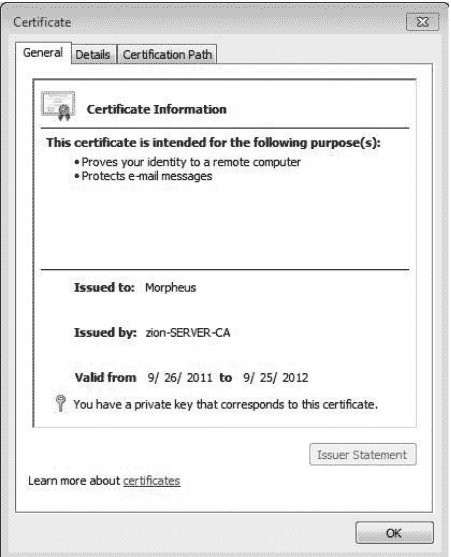 Certificate
General Details Certification Path
Certificate Information
This certificate is intended for the following purpose(s):
• Proves your identity to a remote computer
• Protects e-mail messages
Issued to: Morpheus
Issued by: zion-SERVER-CA
Valid from 9/ 26/ 2011 to 9/ 25/ 2012
You have a private key that corresponds to this certificate.
Issuer Statement
Learn more about certificates
OK